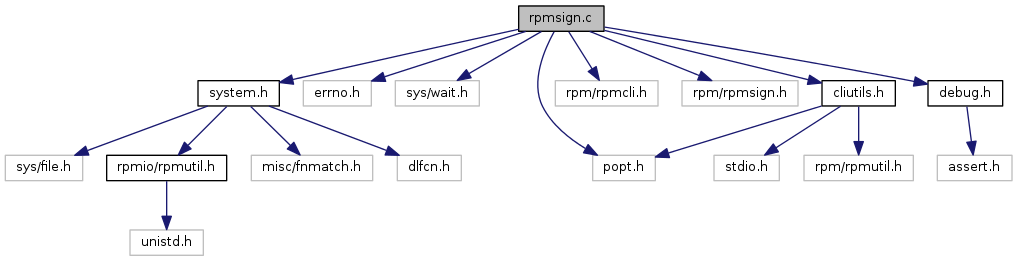 rpmsign.c
system.h
errno.h
sys/wait.h
rpm/rpmcli.h
rpm/rpmsign.h
cliutils.h
debug.h
sys/file.h
rpmio/rpmutil.h
misc/fnmatch.h
dlfcn.h
popt.h
stdio.h
rpm/rpmutil.h
assert.h
unistd.h